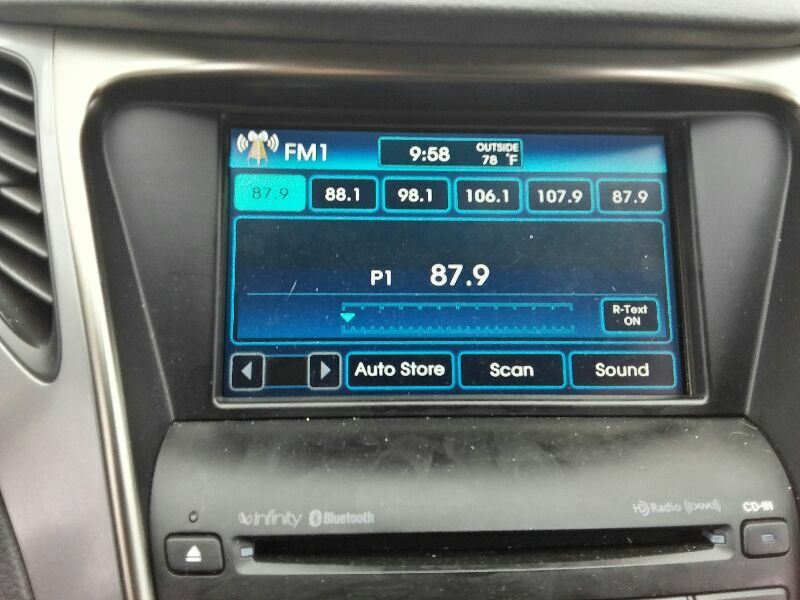 FM1
9:58
OUTSIDE
78 °F
87.9 88.1 98.1 106.1 107.9 87.9
P1 87.9
R-Text
ON
Auto Store Scan Sound
infinity Bluetooth HD Radio ((XM)) CD-IN